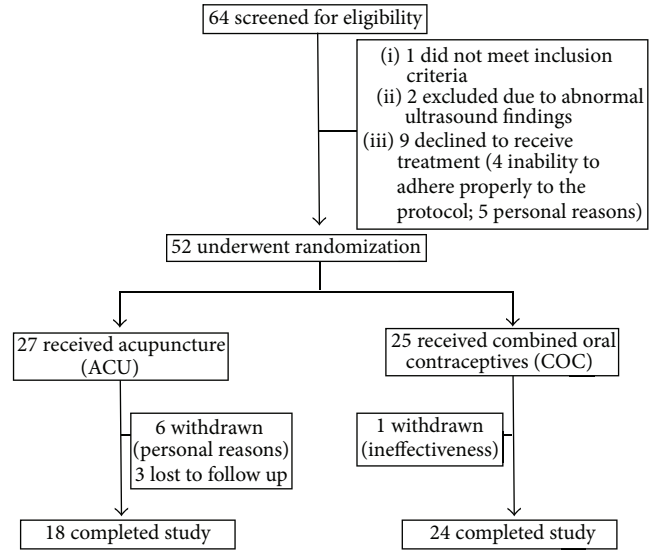 64 screened for eligibility
(i) 1 did not meet inclusion
criteria
(ii) 2 excluded due to abnormal
ultrasound findings
(iii) 9 declined to receive
treatment (4 inability to
adhere properly to the
protocol; 5 personal reasons)
52 underwent randomization
27 received acupuncture
(ACU)
25 received combined oral
contraceptives (COC)
6 withdrawn
(personal reasons)
3 lost to follow up
1 withdrawn
(ineffectiveness)
18 completed study
24 completed study